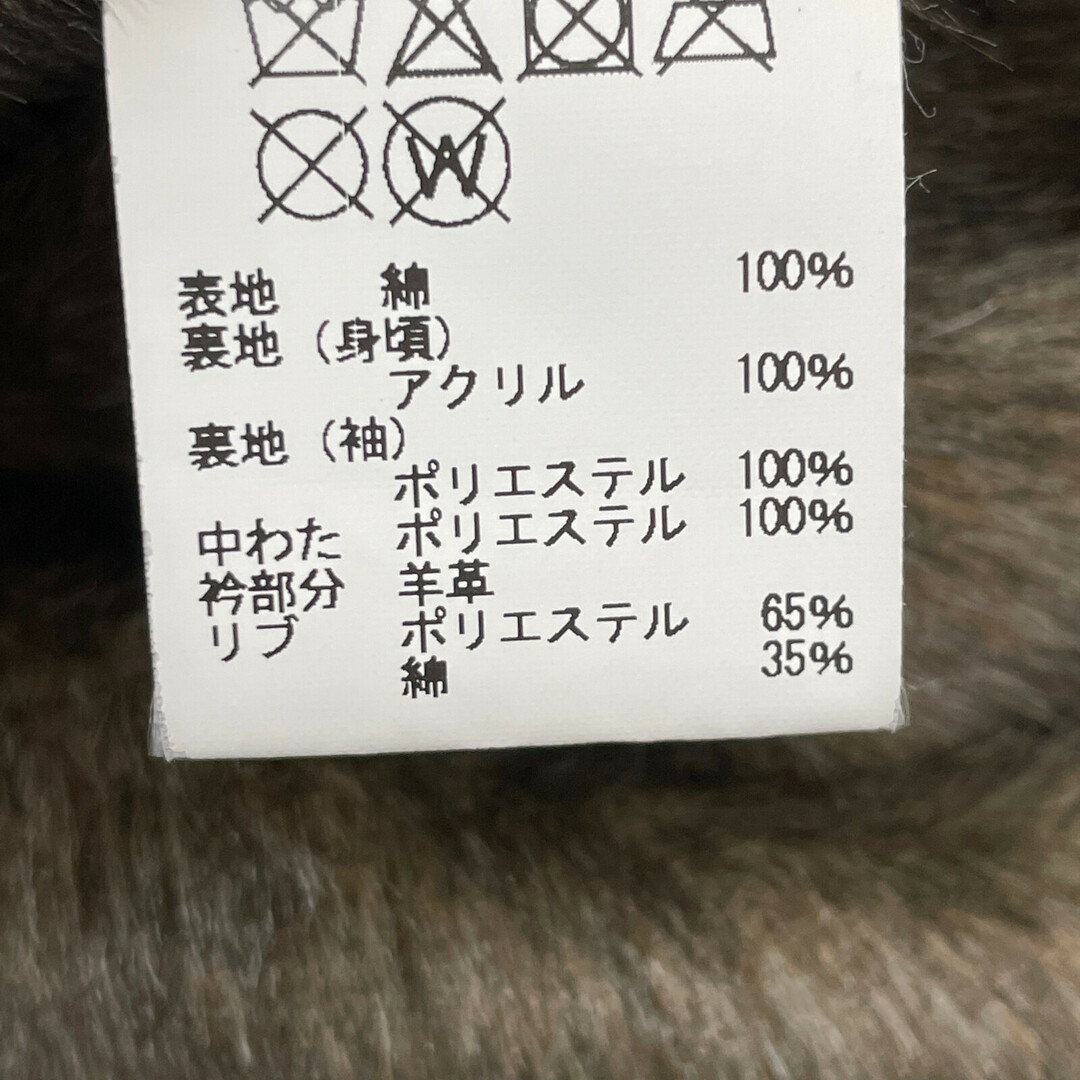 W
表地 綿 100%
裏地（身頃）
アクリル 100%
裏地（袖）
ポリエステル 100%
中わた ポリエステル 100%
衿部分 羊革
リブ ポリエステル 65%
綿 35%